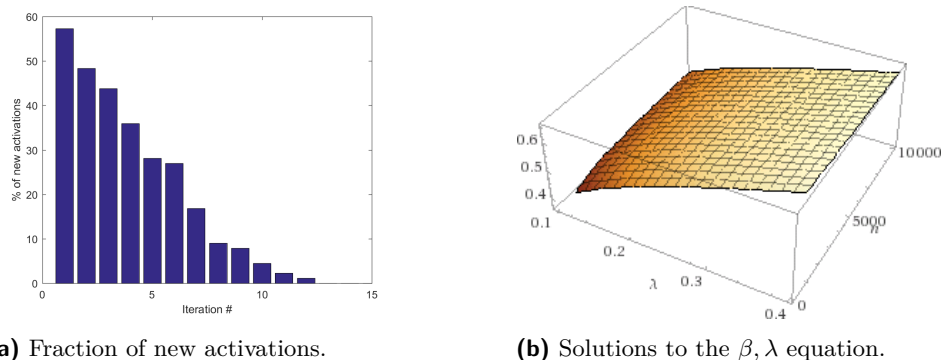 60
50
40
30
20
10
0
% of new activations
0 5 10 15
Iteration #
0.6
0.5
0.4
0.1
0.2
λ 0.3
0.4
0
5000
n
10000
a) Fraction of new activations.
(b) Solutions to the β, λ equation.